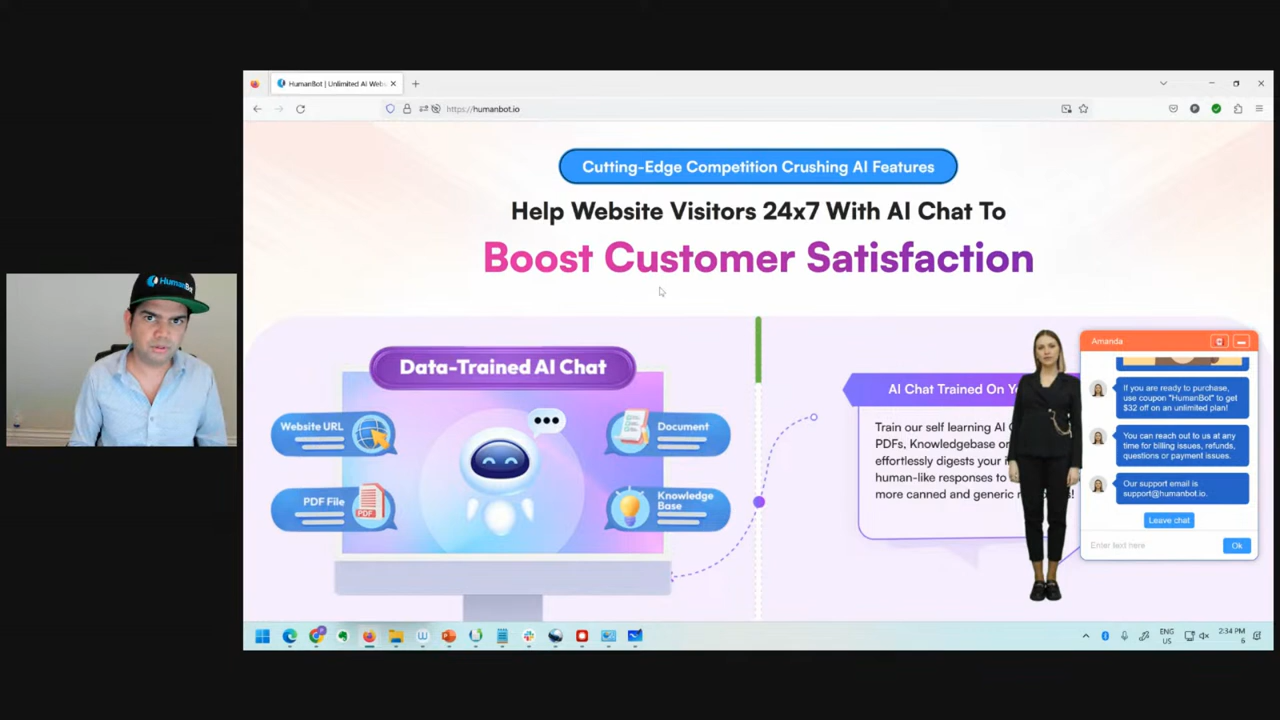 HumanBot | Unlimited Ai Web
https://humanbot.io
Cutting-Edge Competition Crushing AI Features
Help Website Visitors 24x7 With AI Chat To
Boost Customer Satisfaction
HumanBot
Data-Trained AI Chat
Website URL
Document
PDF File
PDF
Knowledge
Base
AI Chat Trained On Yo
Train our self learning AI
PDFs, Knowledgebase or
effortlessly digests your
human-like responses to
more canned and generic
Amanda
If you are ready to purchase,
use coupon "HumanBot" to get
$32 off on an unlimited plan!
You can reach out to us at any
time for billing issues, refunds,
questions or payment issues.
Our support email is
support@humanbot.io.
Leave chat
Enter text here
Ok
ENG
US
2:34 PM
6